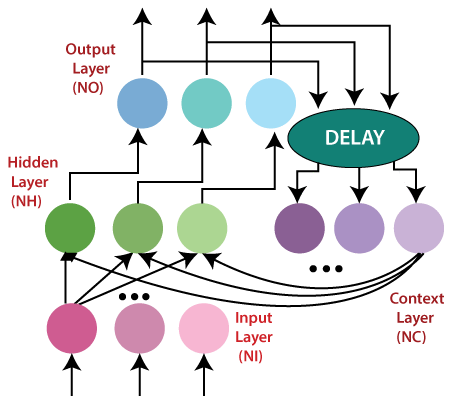 Output
Layer
(NO)
DELAY
Hidden
Layer
(NH)
Context
Layer
(NC)
Input
Layer
(NI)